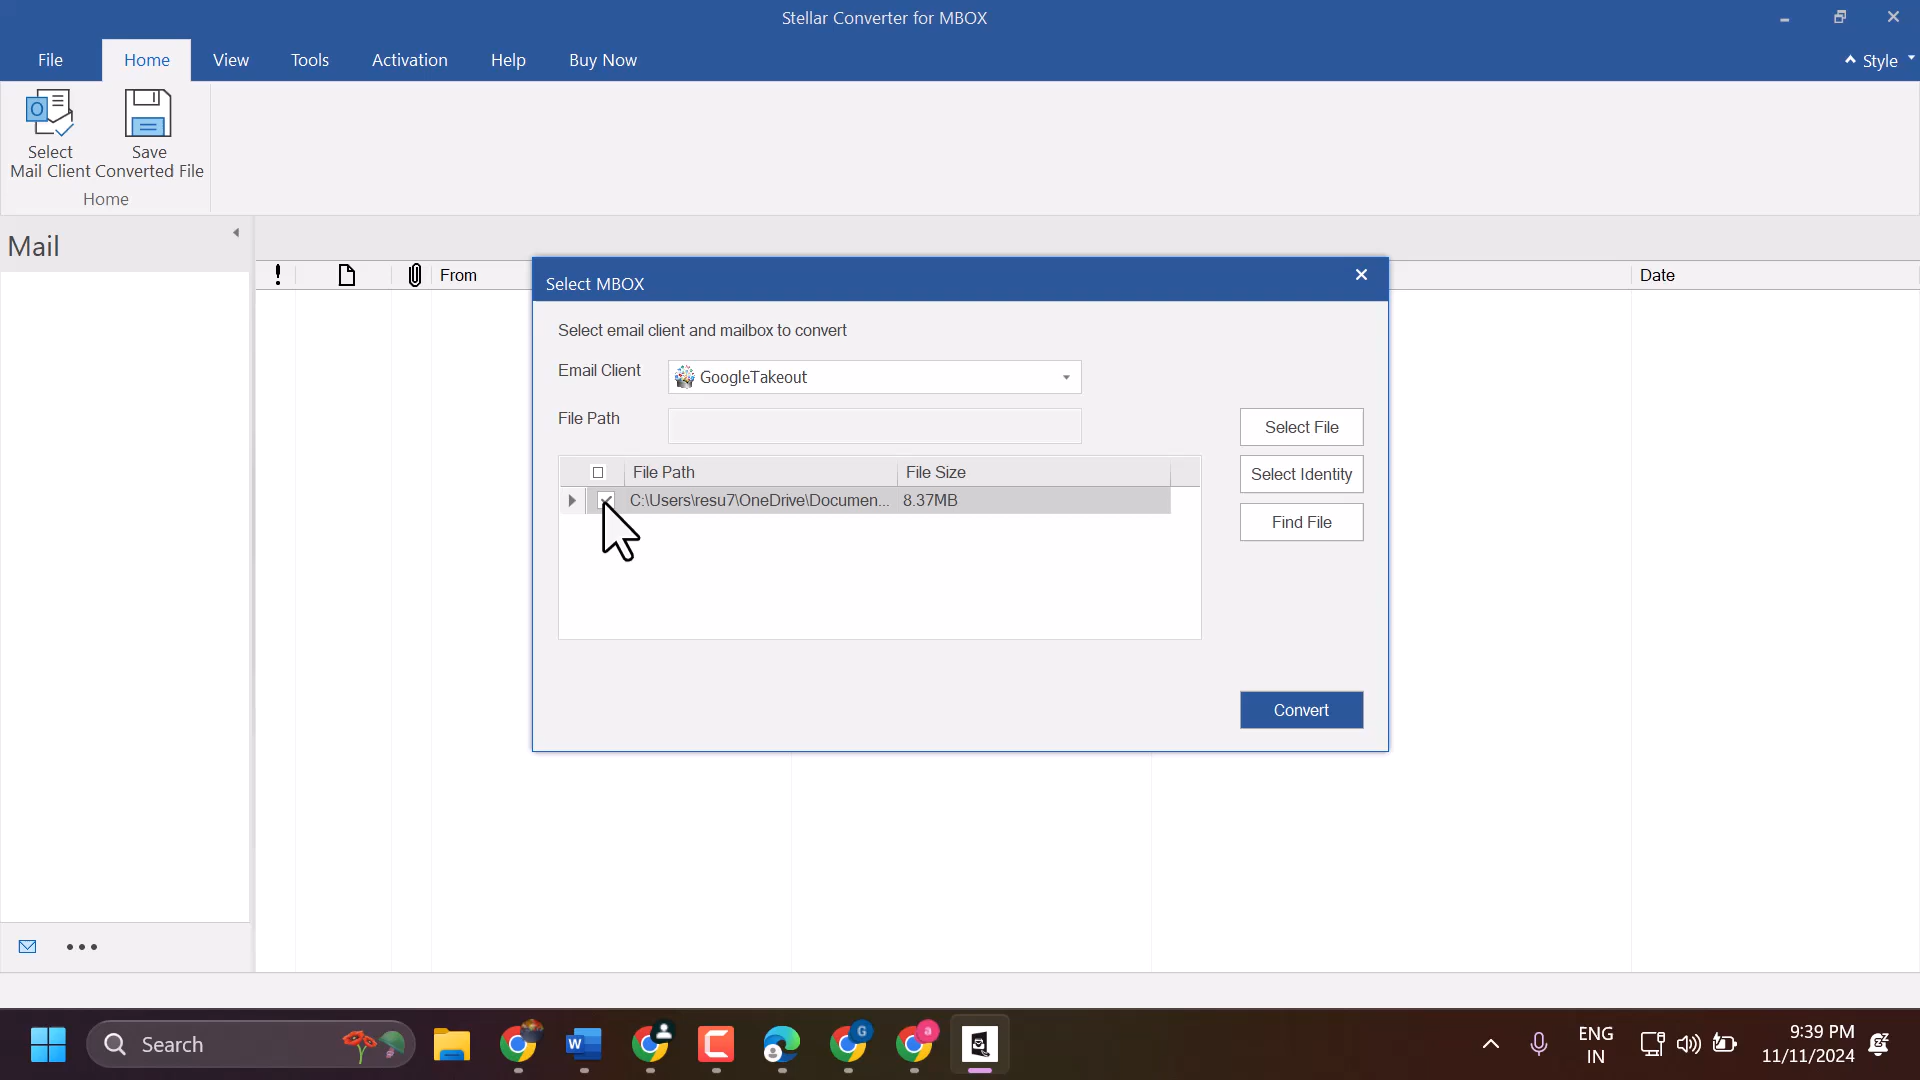 Stellar Converter for MBOX
File Home View Tools Activation Help Buy Now Style
Select Mail Client
Save Converted File
Home
Mail
From
Date
Select MBOX
Select email client and mailbox to convert
Email Client GoogleTakeout
File Path
Select File
File Path File Size
C:\Users\resu7\OneDrive\Documen... 8.37MB
Select Identity
Find File
Convert
Search
ENG
IN
9:39 PM
11/11/2024